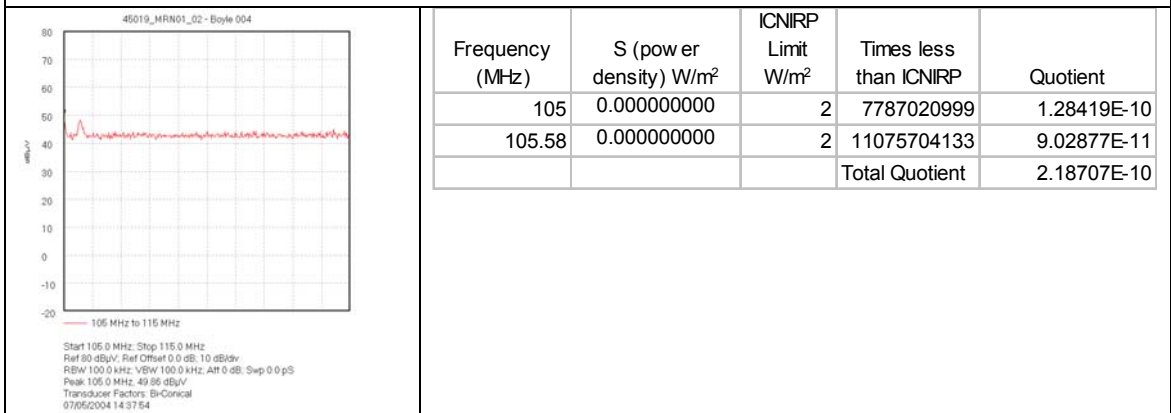 45019_MRN01_02 - Boyle 004
80
70
60
50
40
30
20
10
0
-10
-20
dBµV
105 MHz to 115 MHz
Start 105.0 MHz; Stop 115.0 MHz
Ref 80 dBµV; Ref Offset 0.0 dB; 10 dB/div
RBW 100.0 kHz; VBW 100.0 kHz; Att 0 dB; Swp 0.0 pS
Peak 105.0 MHz, 49.86 dBµV
Transducer Factors: Bi-Conical
07/05/2004 14:37:54
Frequency (MHz) S (power density) W/m² ICNIRP Limit W/m² Times less than ICNIRP Quotient
105 0.000000000 2 7787020999 1.28419E-10
105.58 0.000000000 2 11075704133 9.02877E-11
Total Quotient 2.18707E-10